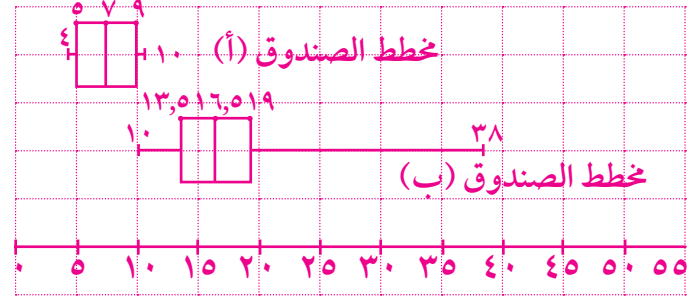 ٥ ٧ ٩
٤ ١٠ مخطط الصندوق (أ)
١٣,٥ ١٦,٥ ١٩
١٠ ٣٨
مخطط الصندوق (ب)
٠ ٥ ١٠ ١٥ ٢٠ ٢٥ ٣٠ ٣٥ ٤٠ ٤٥ ٥٠ ٥٥